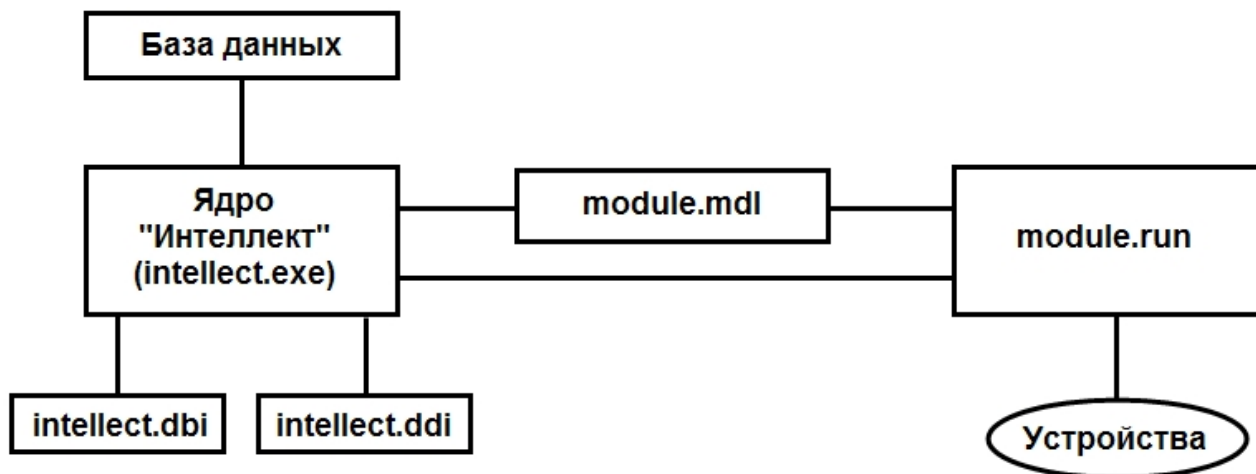 База данных
Ядро
"Интеллект"
(intellect.exe)
module.mdl
module.run
intellect.dbi
intellect.ddi
Устройства